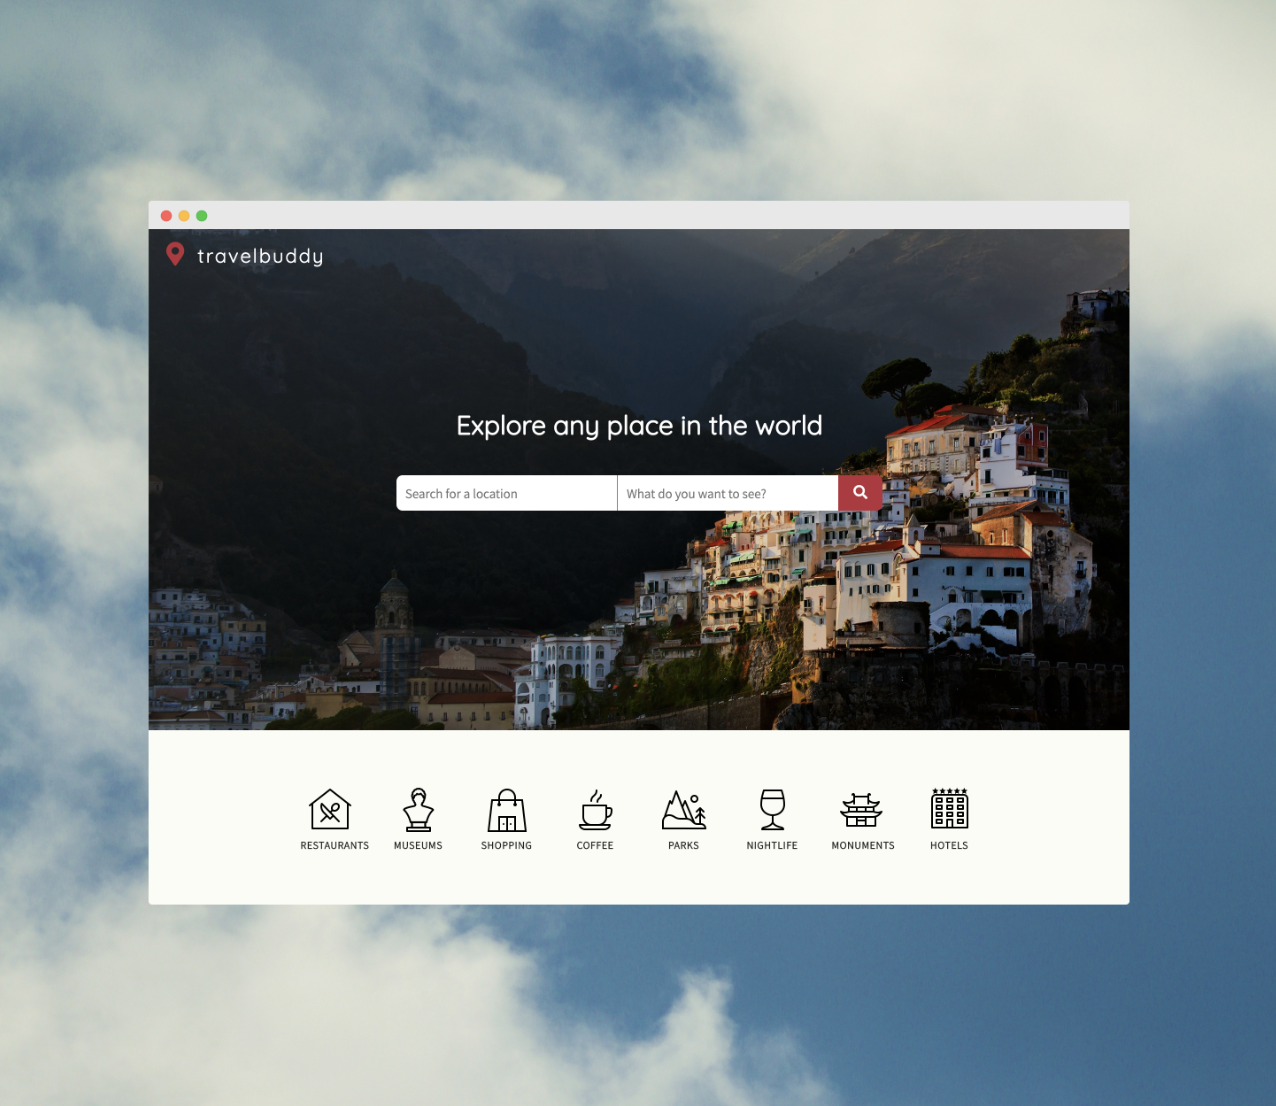 travelbuddy
Explore any place in the world
Search for a location
What do you want to see?
RESTAURANTS
MUSEUMS
SHOPPING
COFFEE
PARKS
NIGHTLIFE
MONUMENTS
HOTELS